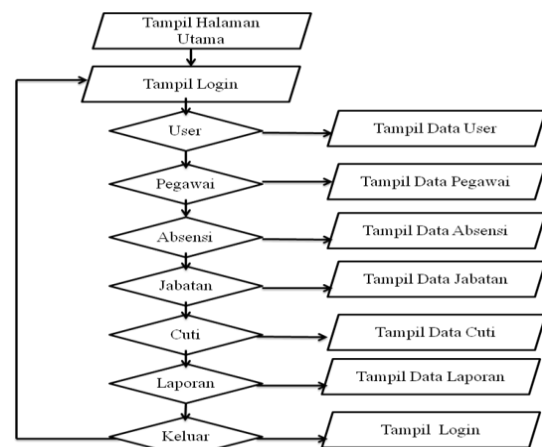 Tampil Halaman
Utama
Tampil Login
User
Tampil Data User
Pegawai
Tampil Data Pegawai
Absensi
Tampil Data Absensi
Jabatan
Tampil Data Jabatan
Cuti
Tampil Data Cuti
Laporan
Tampil Data Laporan
Keluar
Tampil Login